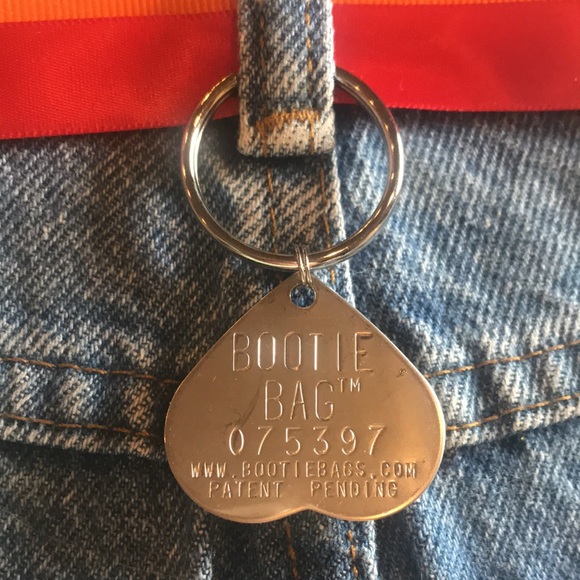 BOOTIE
BAG™
075397
WWW.BOOTIEBAGS.COM
PATENT PENDING